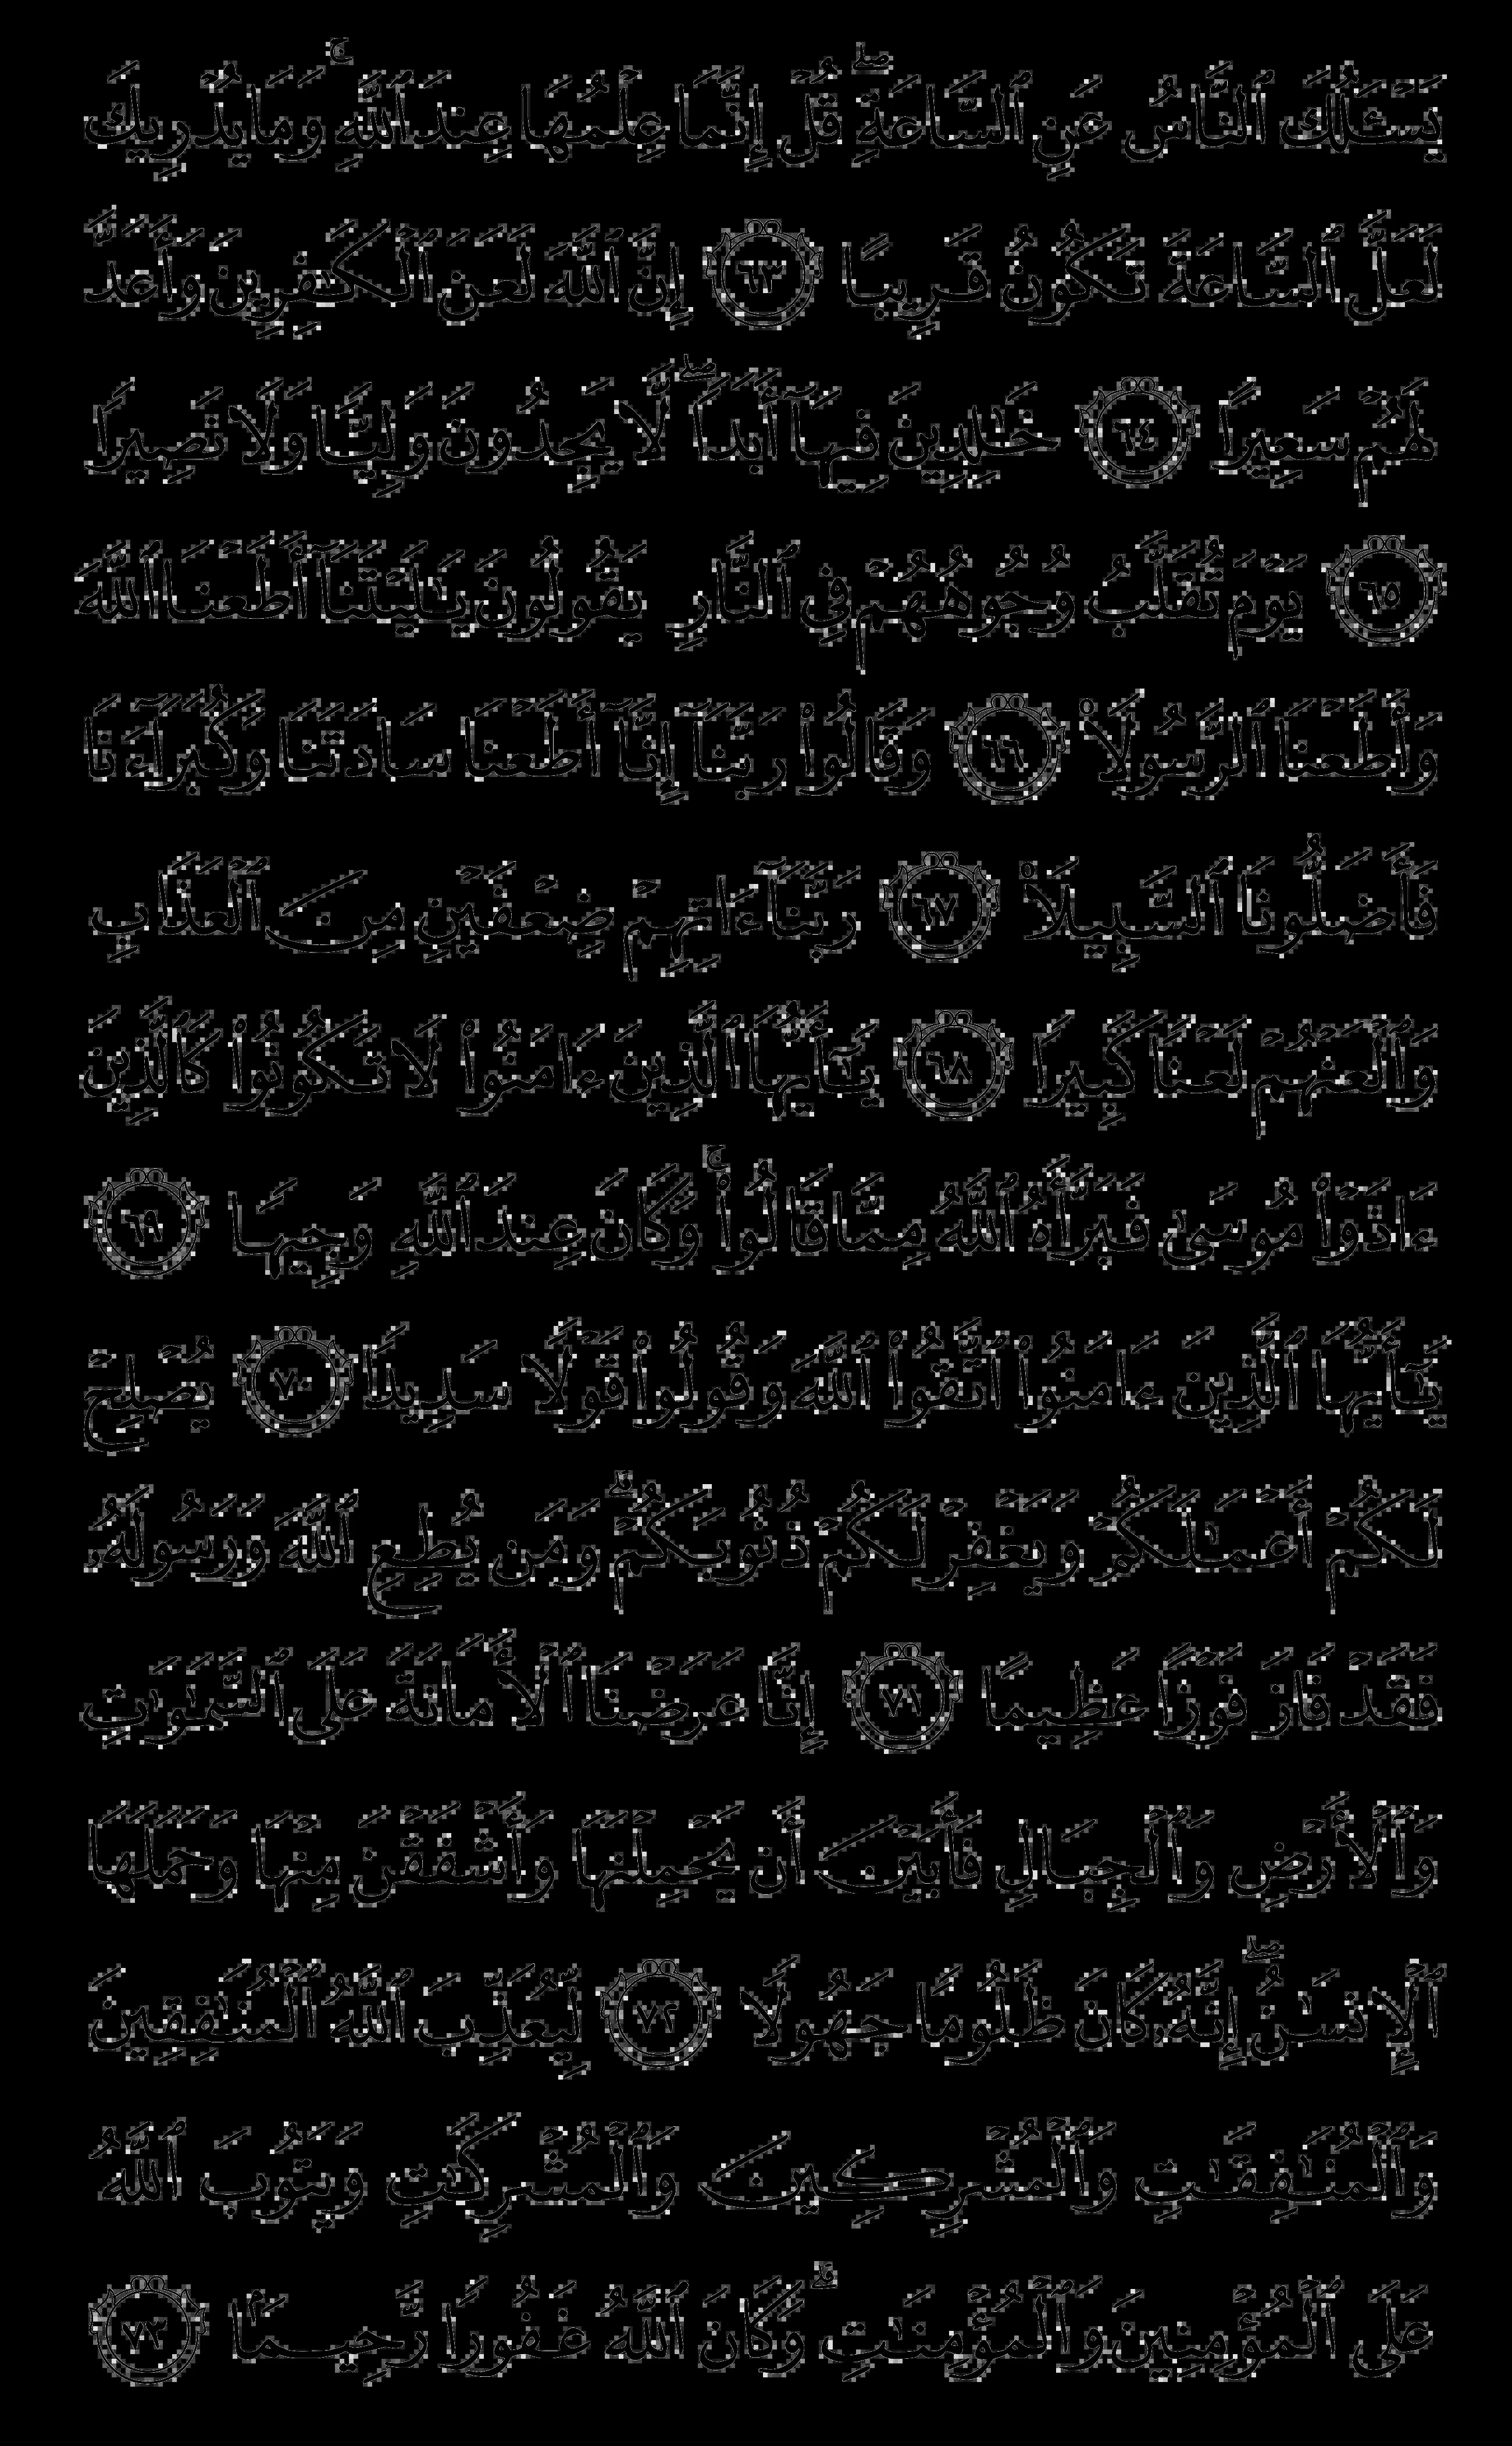 يَسْـَٔلُكَ ٱلنَّاسُ عَنِ ٱلسَّاعَةِ ۖ قُلْ إِنَّمَا عِلْمُهَا عِندَ ٱللَّهِ ۚ وَمَا يُدْرِيكَ
لَعَلَّ ٱلسَّاعَةَ تَكُونُ قَرِيبًا ٦٣ إِنَّ ٱللَّهَ لَعَنَ ٱلْكَـٰفِرِينَ وَأَعَدَّ
لَهُمْ سَعِيرًا ٦٤ خَـٰلِدِينَ فِيهَآ أَبَدًا ۖ لَّا يَجِدُونَ وَلِيًّا وَلَا نَصِيرًا
٦٥ يَوْمَ تُقَلَّبُ وُجُوهُهُمْ فِى ٱلنَّارِ يَقُولُونَ يَـٰلَيْتَنَآ أَطَعْنَا ٱللَّهَ
وَأَطَعْنَا ٱلرَّسُولَا۠ ٦٦ وَقَالُوا۟ رَبَّنَآ إِنَّآ أَطَعْنَا سَادَتَنَا وَكُبَرَآءَنَا
فَأَضَلُّونَا ٱلسَّبِيلَا۠ ٦٧ رَبَّنَآ ءَاتِهِمْ ضِعْفَيْنِ مِنَ ٱلْعَذَابِ
وَٱلْعَنْهُمْ لَعْنًا كَبِيرًا ٦٨ يَـٰٓأَيُّهَا ٱلَّذِينَ ءَامَنُوا۟ لَا تَكُونُوا۟ كَٱلَّذِينَ
ءَاذَوْا۟ مُوسَىٰ فَبَرَّأَهُ ٱللَّهُ مِمَّا قَالُوا۟ ۚ وَكَانَ عِندَ ٱللَّهِ وَجِيهًا ٦٩
يَـٰٓأَيُّهَا ٱلَّذِينَ ءَامَنُوا۟ ٱتَّقُوا۟ ٱللَّهَ وَقُولُوا۟ قَوْلًا سَدِيدًا ٧٠ يُصْلِحْ
لَكُمْ أَعْمَـٰلَكُمْ وَيَغْفِرْ لَكُمْ ذُنُوبَكُمْ ۗ وَمَن يُطِعِ ٱللَّهَ وَرَسُولَهُۥ
فَقَدْ فَازَ فَوْزًا عَظِيمًا ٧١ إِنَّا عَرَضْنَا ٱلْأَمَانَةَ عَلَى ٱلسَّمَـٰوَٰتِ
وَٱلْأَرْضِ وَٱلْجِبَالِ فَأَبَيْنَ أَن يَحْمِلْنَهَا وَأَشْفَقْنَ مِنْهَا وَحَمَلَهَا
ٱلْإِنسَـٰنُ ۖ إِنَّهُۥ كَانَ ظَلُومًا جَهُولًا ٧٢ لِّيُعَذِّبَ ٱللَّهُ ٱلْمُنَـٰفِقِينَ
وَٱلْمُنَـٰفِقَـٰتِ وَٱلْمُشْرِكِينَ وَٱلْمُشْرِكَـٰتِ وَيَتُوبَ ٱللَّهُ
عَلَى ٱلْمُؤْمِنِينَ وَٱلْمُؤْمِنَـٰتِ ۗ وَكَانَ ٱللَّهُ غَفُورًا رَّحِيمًا ٧٣